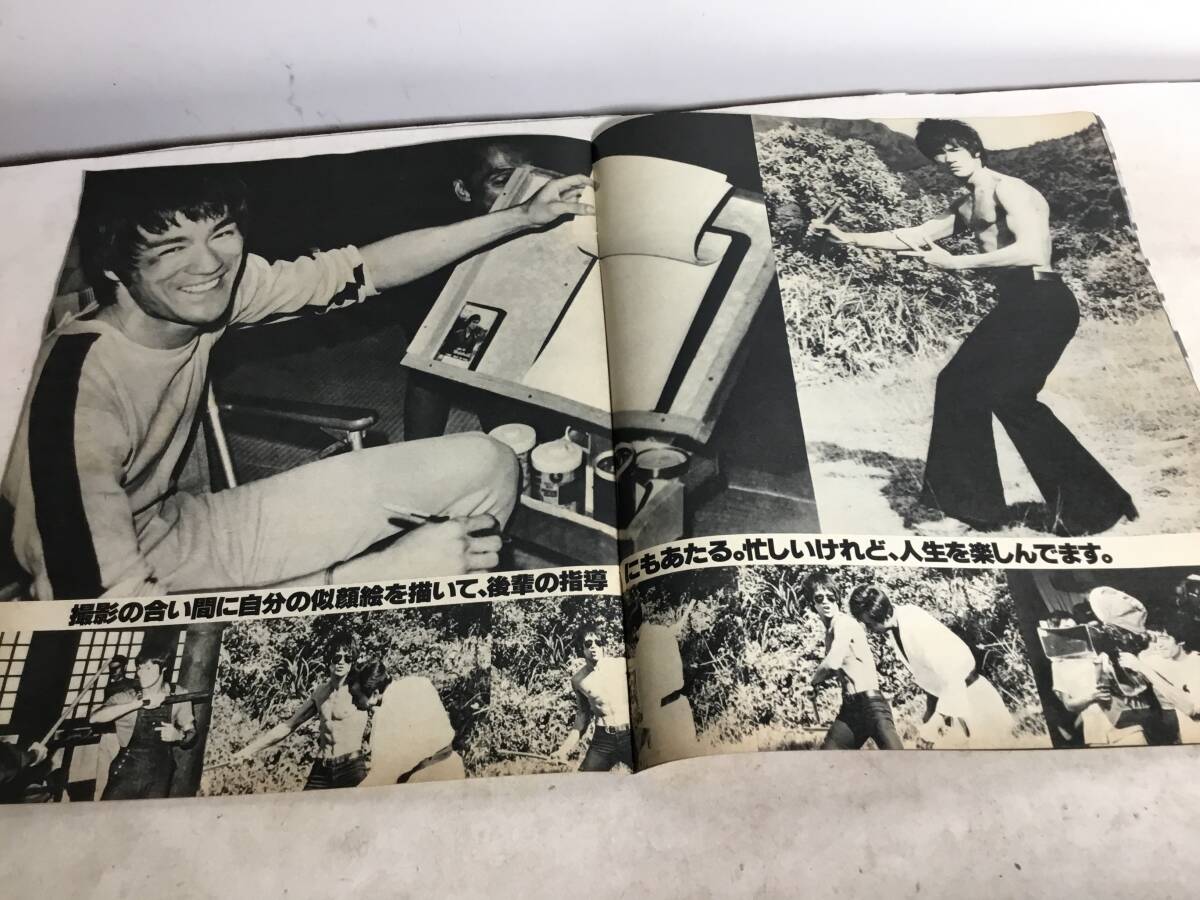 撮影の合い間に自分の似顔絵を描いて、後輩の指導にもあたる。忙しいけれど、人生を楽しんでます。